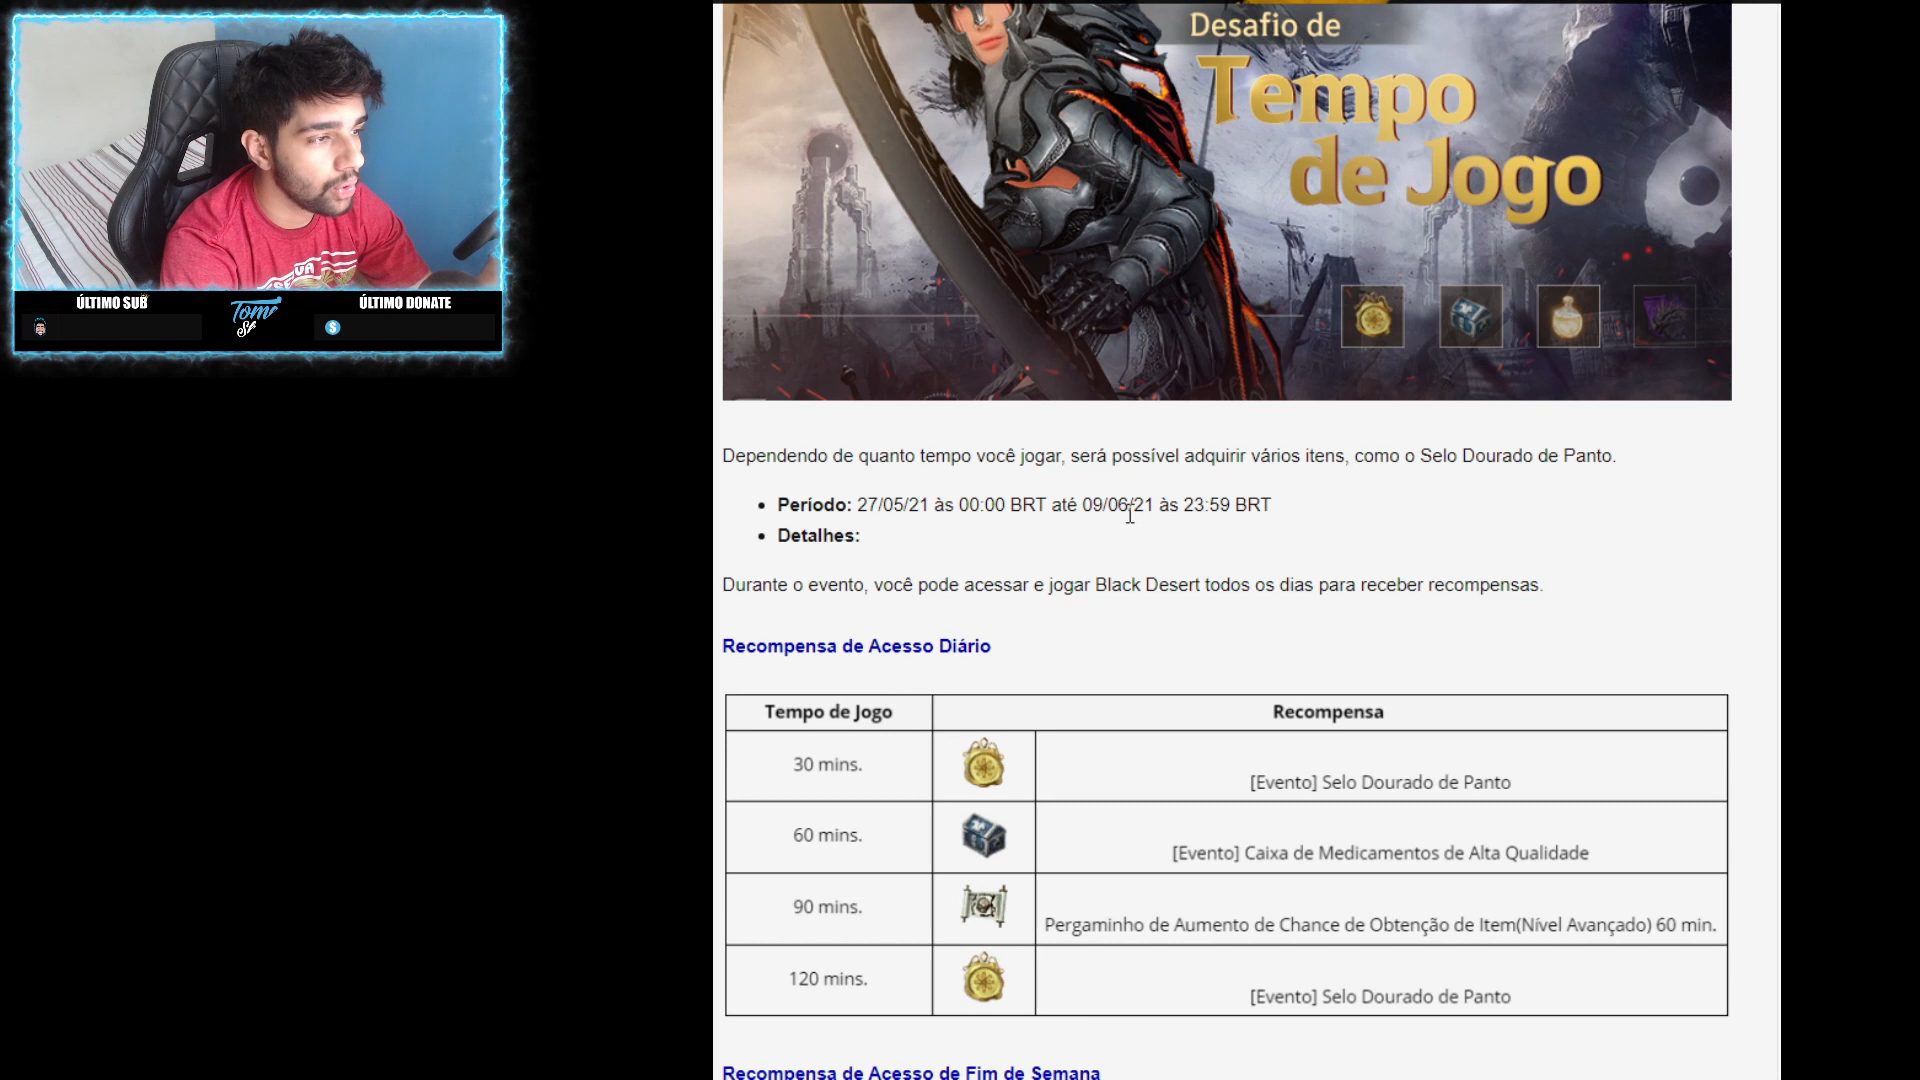 ÚLTIMO SUB
ÚLTIMO DONATE
Desafio de
Tempo
de Jogo
Dependendo de quanto tempo você jogar, será possível adquirir vários itens, como o Selo Dourado de Panto.
• Período: 27/05/21 às 00:00 BRT até 09/06/21 às 23:59 BRT
• Detalhes:
Durante o evento, você pode acessar e jogar Black Desert todos os dias para receber recompensas.
Recompensa de Acesso Diário
Tempo de Jogo Recompensa
30 mins. [Evento] Selo Dourado de Panto
60 mins. [Evento] Caixa de Medicamentos de Alta Qualidade
90 mins. Pergaminho de Aumento de Chance de Obtenção de Item(Nível Avançado) 60 min.
120 mins. [Evento] Selo Dourado de Panto
Recompensa de Acesso de Fim de Semana